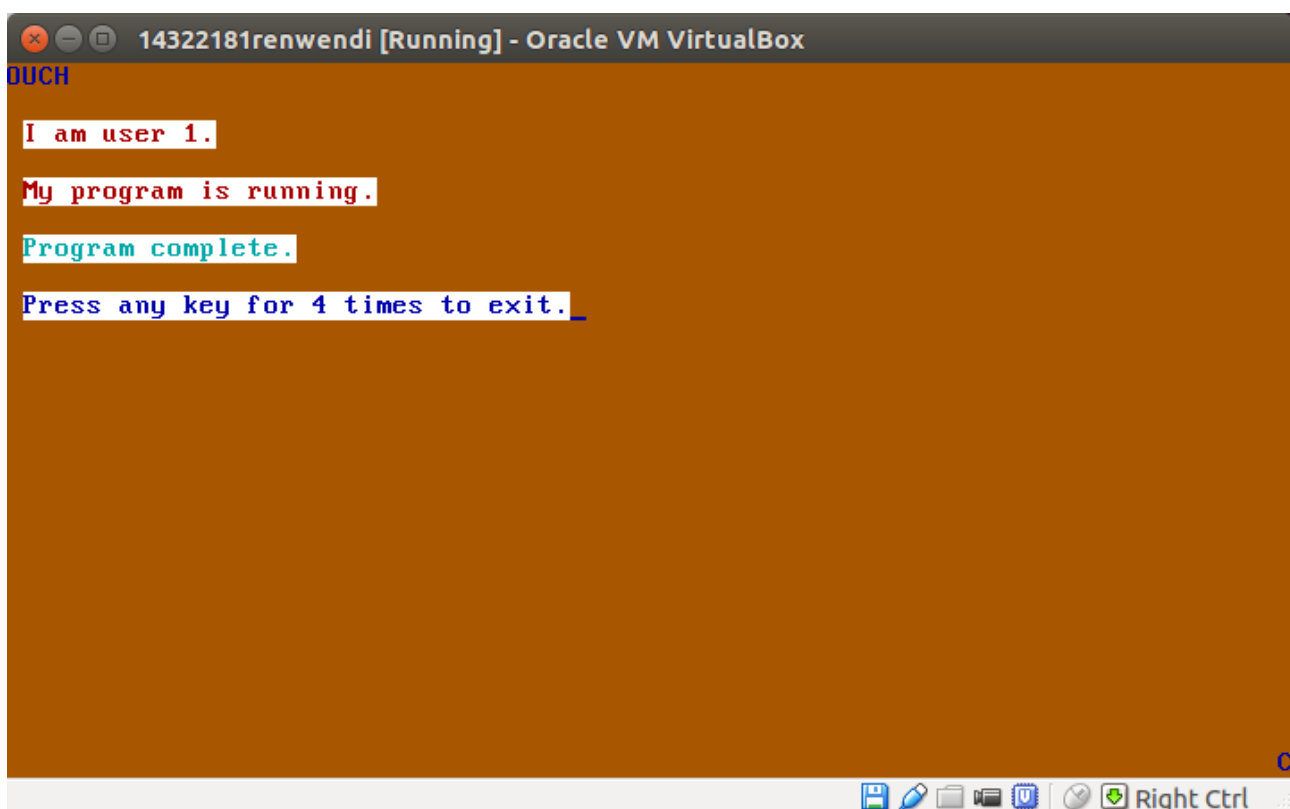 14322181renwendi [Running] - Oracle VM VirtualBox
OUCH
I am user 1.
My program is running.
Program complete.
Press any key for 4 times to exit._
C
Right Ctrl